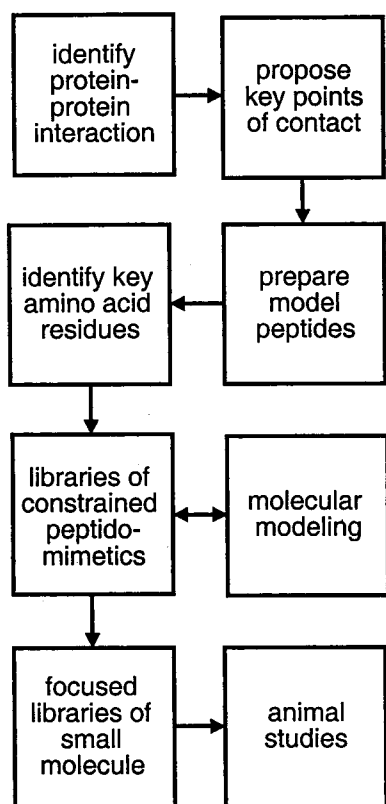 identify
protein-
protein
interaction
propose
key points
of contact
prepare
model
peptides
identify key
amino acid
residues
libraries of
constrained
peptido-
mimetics
molecular
modeling
focused
libraries of
small
molecule
animal
studies